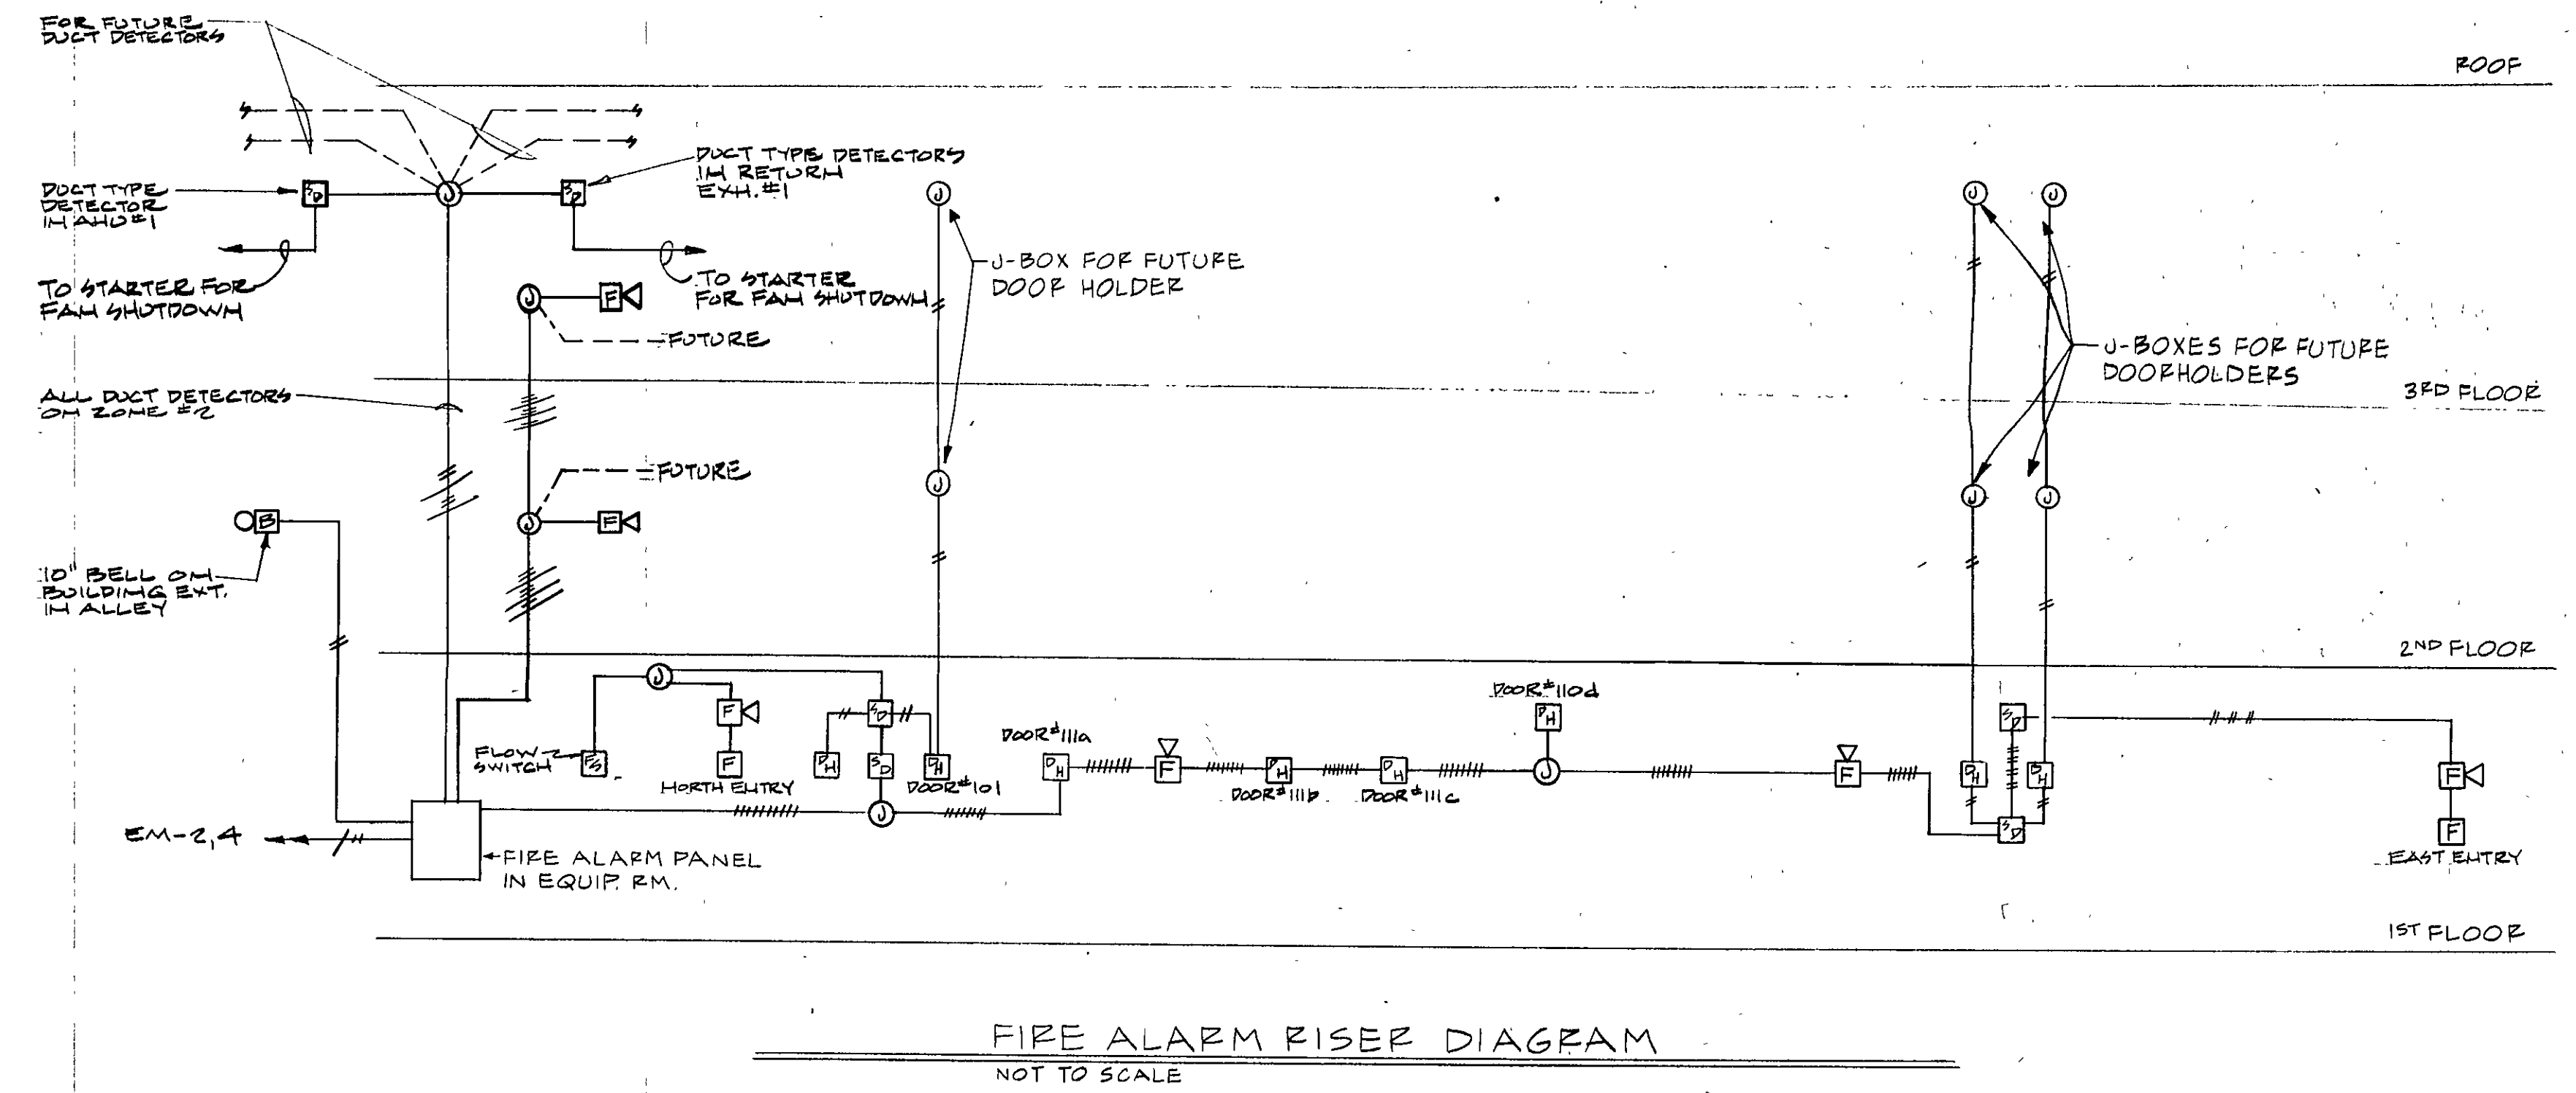 FOR FUTURE
DUCT DETECTORS
ROOF
DUCT TYPE DETECTORS
IN RETURN
EXH. #1
DUCT TYPE
DETECTOR
IN AHU #1
S
D
J
S
D
J
J
J
TO STARTER FOR
FAN SHUTDOWN
TO STARTER
FOR FAN SHUTDOWN
J-BOX FOR FUTURE
DOOR HOLDER
J
F
FUTURE
J-BOXES FOR FUTURE
DOORHOLDERS
3RD FLOOR
ALL DUCT DETECTORS
ON ZONE #2
FUTURE
J
J
J
B
J
F
10" BELL ON
BUILDING EXT.
IN ALLEY
2ND FLOOR
J
DOOR #110d
F
S
D
D
H
S
D
DOOR #111a
FLOW
SWITCH
FS
F
D
H
S
D
D
H
D
H
F
D
H
D
H
J
F
D
H
D
H
F
NORTH ENTRY
DOOR #101
DOOR #111b
DOOR #111c
J
S
D
F
EM-2,4
FIRE ALARM PANEL
IN EQUIP. RM.
EAST ENTRY
1ST FLOOR
FIRE ALARM RISER DIAGRAM
NOT TO SCALE